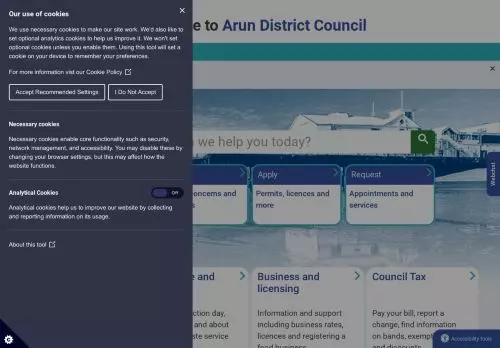 Our use of cookies
We use necessary cookies to make our site work. We'd also like to
set optional analytics cookies to help us improve it. We won't set
optional cookies unless you enable them. Using this tool will set a
cookie on your device to remember your preferences.
For more information vist our Cookie Policy
Accept Recommended Settings
I Do Not Accept
Necessary cookies
Necessary cookies enable core functionality such as security,
network management, and accessibility. You may disable these by
changing your browser settings, but this may affect how the
website functions.
Analytical Cookies
Off
Analytical cookies help us to improve our website by collecting
and reporting information on its usage.
About this tool
e to Arun District Council
n we help you today?
Webchat
oncerns and
s
Apply
Permits, licences and
more
Request
Appointments and
services
e and
ction day,
and about
ste service
Business and
licensing
Information and support
including business rates,
licences and registering a
food business
Council Tax
Pay your bill, report a
change, find information
on bands, exempt
and discounts
Accessibility tools